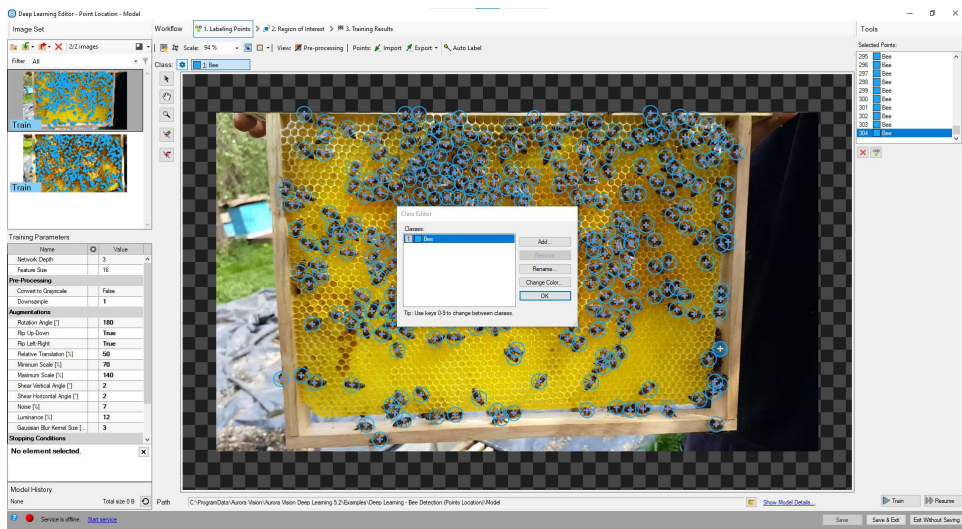 Deep Learning Editor - Point Location - Model
Image Set
Workflow
1. Labeling Points
2. Region of Interest
3. Training Results
Tools
2/2 images
Scale: 94 %
View: Pre-processing
Points: Import Export
Auto Label
Filter All
Class: 1: Bee
Selected Points:
295 Bee
296 Bee
297 Bee
298 Bee
299 Bee
300 Bee
301 Bee
302 Bee
303 Bee
304 Bee
Train
Train
Class Editor
Classes:
1 Bee
Add...
Remove
Rename...
Change Color...
OK
Tip: Use keys 0-9 to change between classes.
Training Parameters
Name Value
Network Depth 3
Feature Size 16
Pre-Processing
Convert to Grayscale False
Downsample 1
Augmentations
Rotation Angle [°] 180
Flip Up-Down True
Flip Left-Right True
Relative Translation [%] 50
Minimum Scale [%] 70
Maximum Scale [%] 140
Shear Vertical Angle [°] 2
Shear Horizontal Angle [°] 2
Noise [%] 7
Luminance [%] 12
Gaussian Blur Kernel Size [... 3
Stopping Conditions
No element selected.
Model History
None Total size 0 B
Path C:\ProgramData\Aurora Vision\Aurora Vision Deep Learning 5.2\Examples\Deep Learning - Bee Detection (Points Location)\Model
Show Model Details...
Train
Resume
Service is offline. Start service
Save
Save & Exit
Exit Without Saving